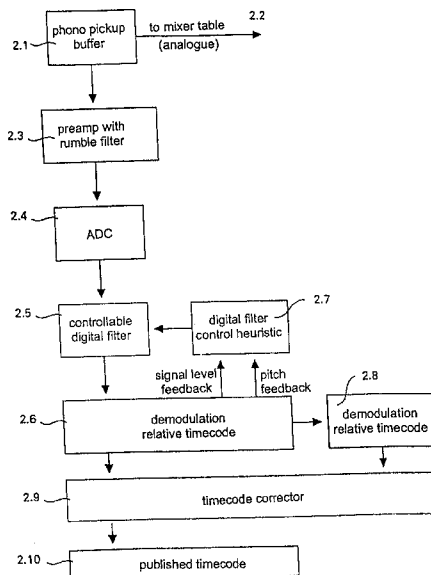 phono pickup
buffer
2.1
to mixer table
(analogue)
2.2
preamp with
rumble filter
2.3
2.4
ADC
2.5
controllable
digital filter
2.7
digital filter
control heuristic
signal level
feedback
pitch
feedback
2.8
2.6
demodulation
relative timecode
demodulation
relative timecode
2.9
timecode corrector
2.10
published timecode